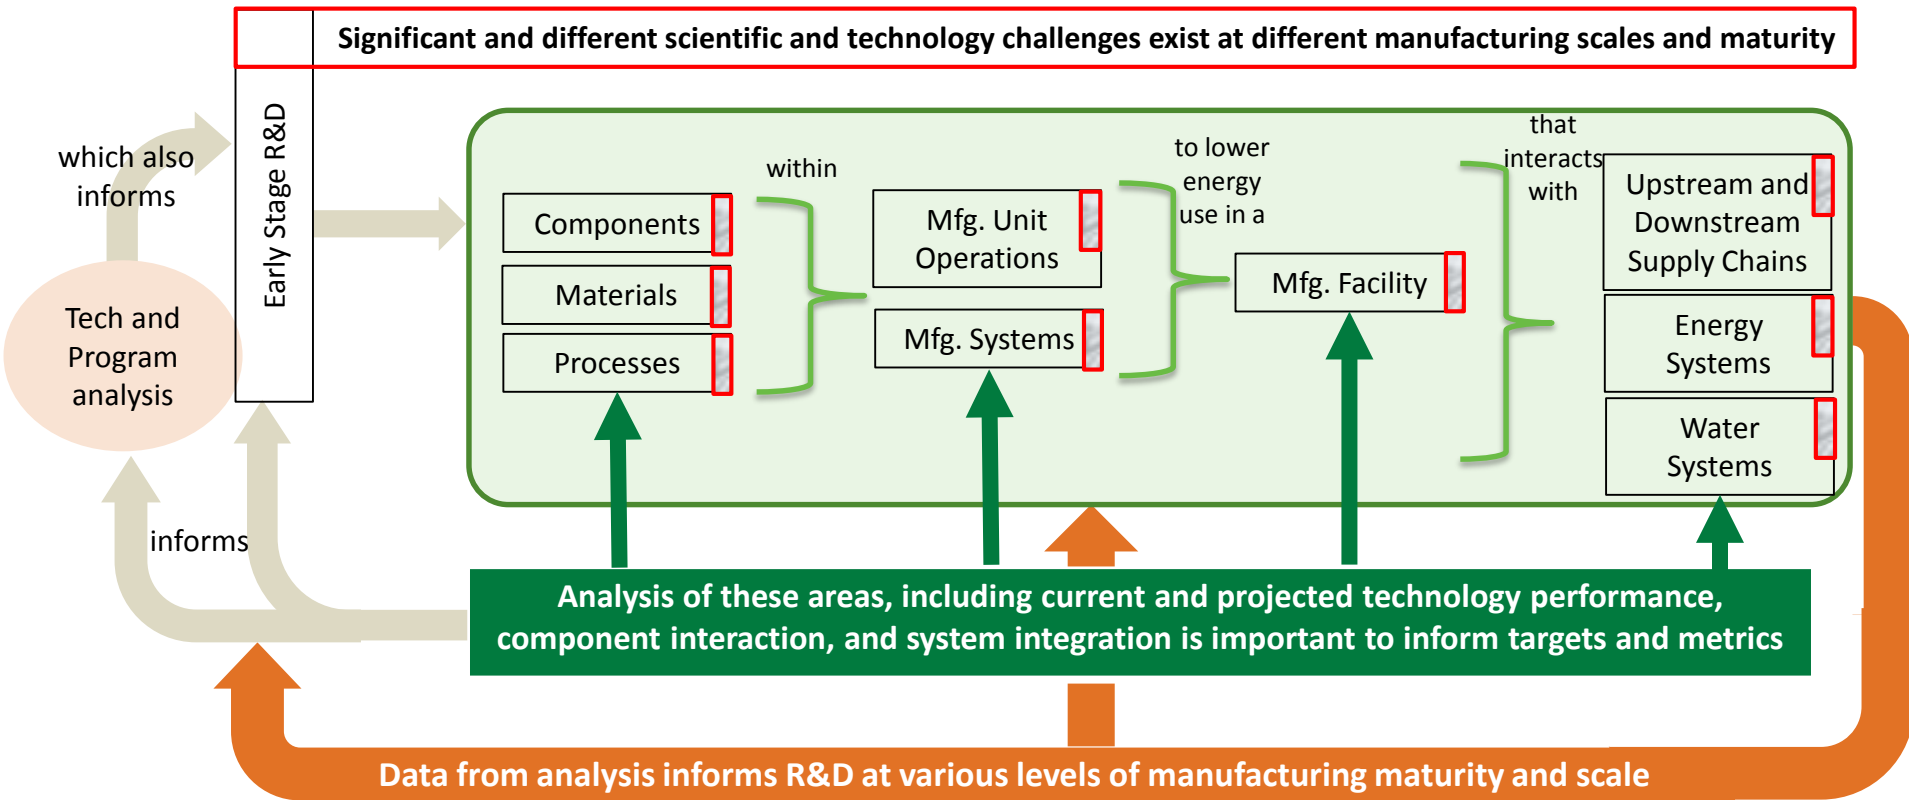 Significant and different scientific and technology challenges exist at different manufacturing scales and maturity
Early Stage R&D
which also
informs
Tech and
Program
analysis
informs
Components
Materials
Processes
within
Mfg. Unit
Operations
Mfg. Systems
to lower
energy
use in a
Mfg. Facility
that
interacts
with
Upstream and
Downstream
Supply Chains
Energy
Systems
Water
Systems
Analysis of these areas, including current and projected technology performance,
component interaction, and system integration is important to inform targets and metrics
Data from analysis informs R&D at various levels of manufacturing maturity and scale